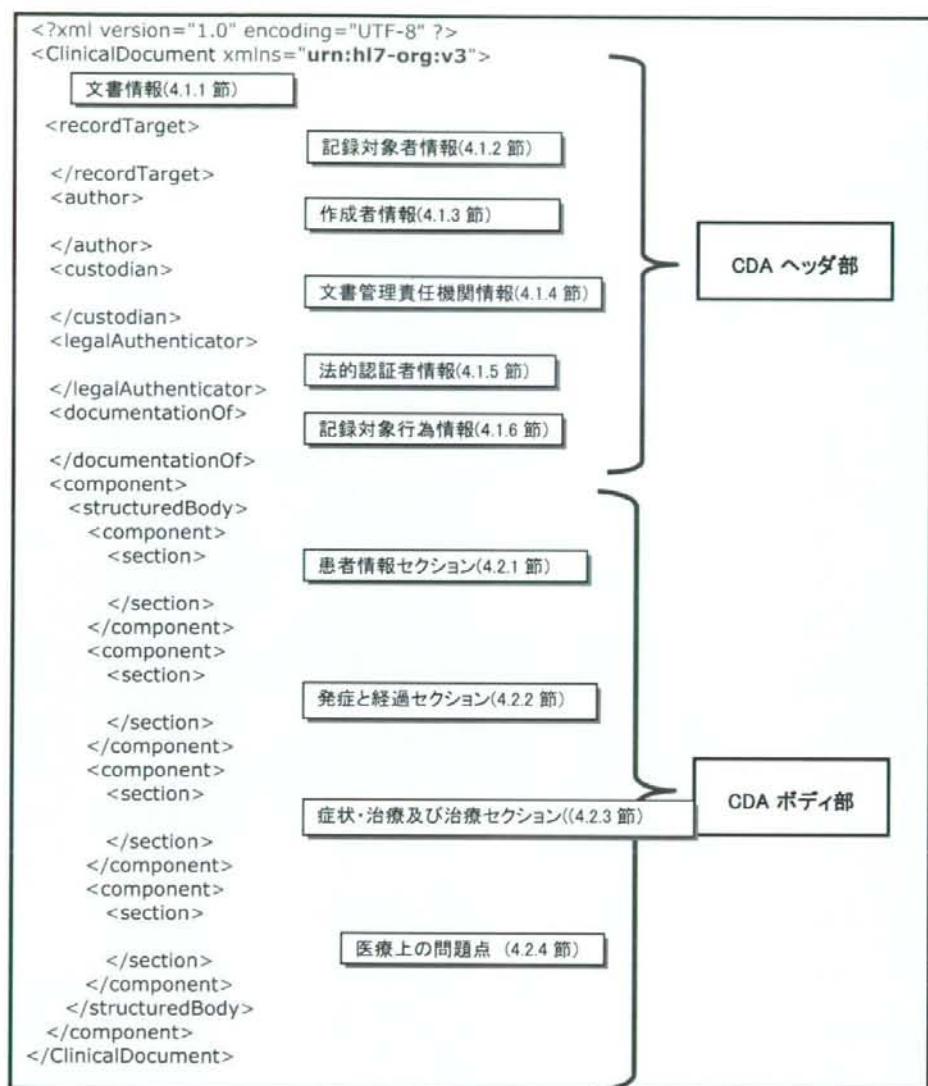 <?xml version="1.0" encoding="UTF-8" ?>
<ClinicalDocument xmlns="urn:hl7-org:v3">
文書情報(4.1.1 節)
<recordTarget>
記録対象者情報(4.1.2 節)
</recordTarget>
<author>
作成者情報(4.1.3 節)
</author>
<custodian>
CDA ヘッダ部
文書管理責任機関情報(4.1.4 節)
</custodian>
<legalAuthenticator>
法的認証者情報(4.1.5 節)
</legalAuthenticator>
<documentationOf>
記録対象行為情報(4.1.6 節)
</documentationOf>
<component>
<structuredBody>
<component>
<section>
患者情報セクション(4.2.1 節)
</section>
</component>
<component>
<section>
発症と経過セクション(4.2.2 節)
</section>
</component>
<component>
<section>
CDA ボディ部
症状・治療及び治療セクション((4.2.3 節)
</section>
</component>
<component>
<section>
医療上の問題点 (4.2.4 節)
</section>
</component>
</structuredBody>
</component>
</ClinicalDocument>